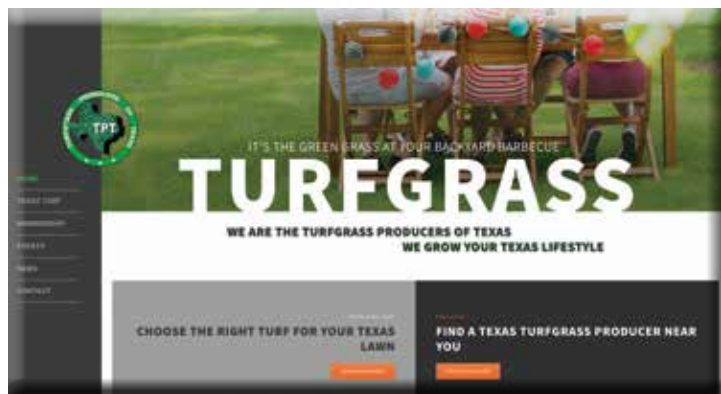 TPT
HOME
TEXAS TURF
MEMBERSHIP
EVENTS
NEWS
CONTACT
IT'S THE GREEN GRASS AT YOUR BACKYARD BARBECUE
TURFGRASS
WE ARE THE TURFGRASS PRODUCERS OF TEXAS
WE GROW YOUR TEXAS LIFESTYLE
CHOOSE THE RIGHT TURF FOR YOUR TEXAS
LAWN
FIND A TEXAS TURFGRASS PRODUCER NEAR
YOU